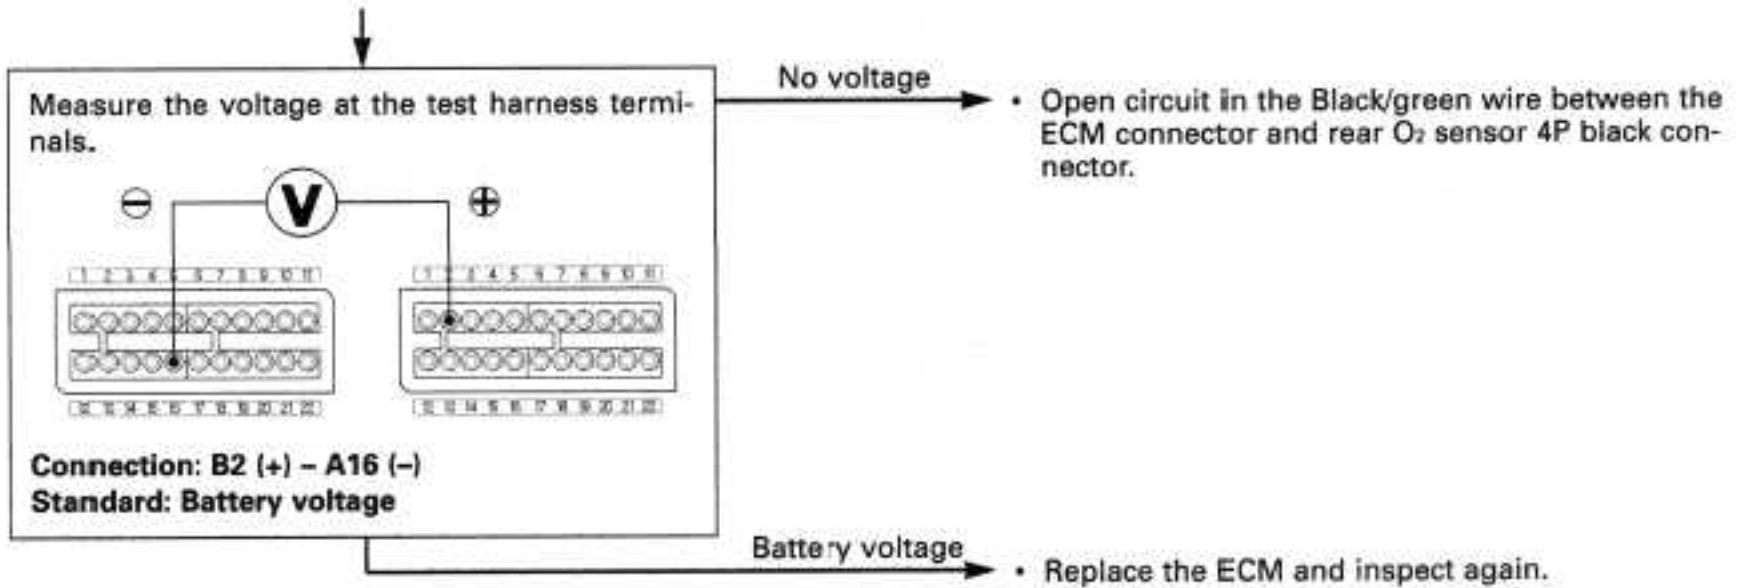 No voltage
Measure the voltage at the test harness termi-
nals.
• Open circuit in the Black/green wire between the
ECM connector and rear O₂ sensor 4P black con-
nector.
⊖ V ⊕
1 2 3 4 5 6 7 8 9 10 11
1 2 3 4 5 6 7 8 9 10 11
12 13 14 15 16 17 18 19 20 21 22
12 13 14 15 16 17 18 19 20 21 22
Connection: B2 (+) – A16 (–)
Standard: Battery voltage
Battery voltage
• Replace the ECM and inspect again.